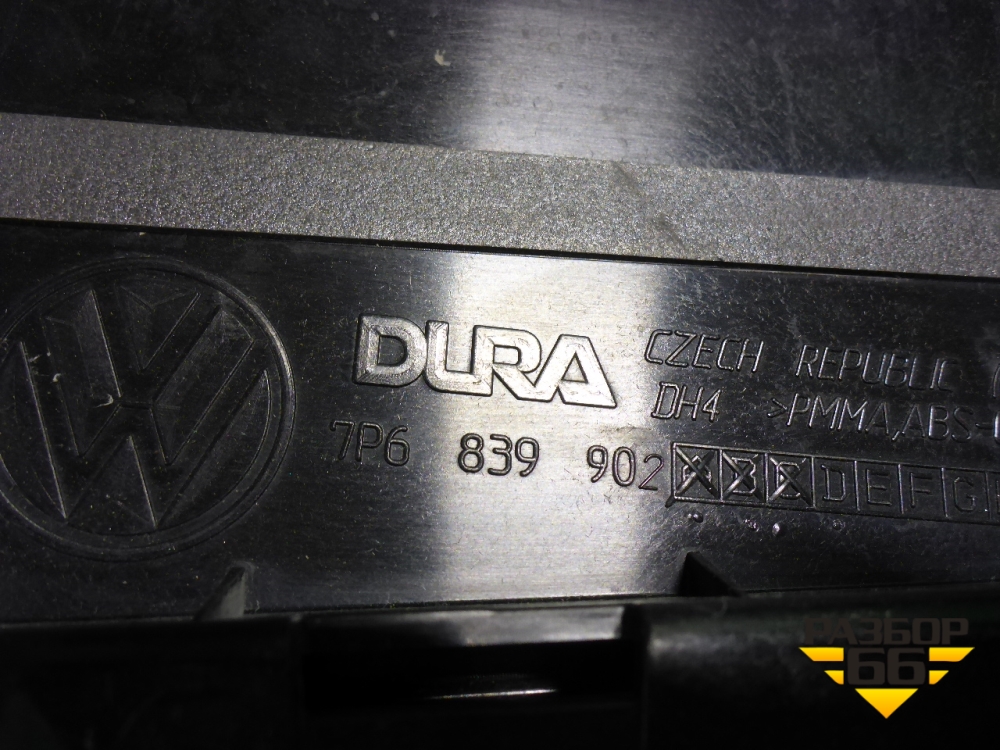 DURA
CZECH REPUBLIC
DH4 >PMMA,ABS-
7P6 839 902 A B C D E F G
РАЗБОР
66